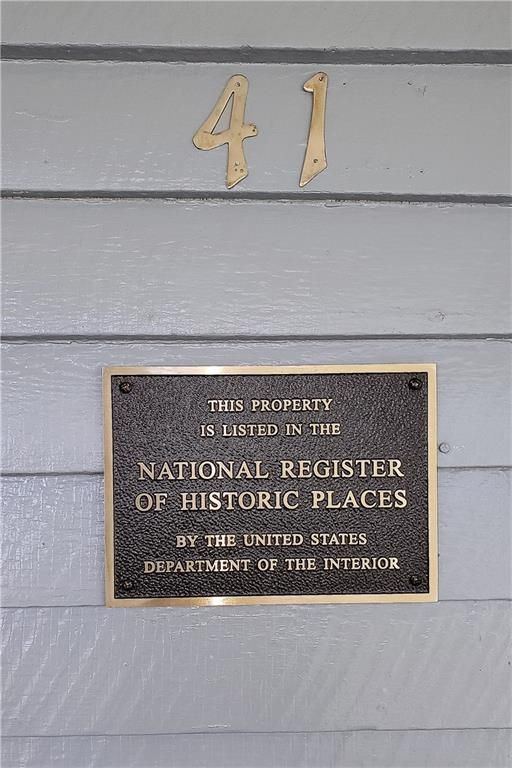 41
THIS PROPERTY
IS LISTED IN THE
NATIONAL REGISTER
OF HISTORIC PLACES
BY THE UNITED STATES
DEPARTMENT OF THE INTERIOR